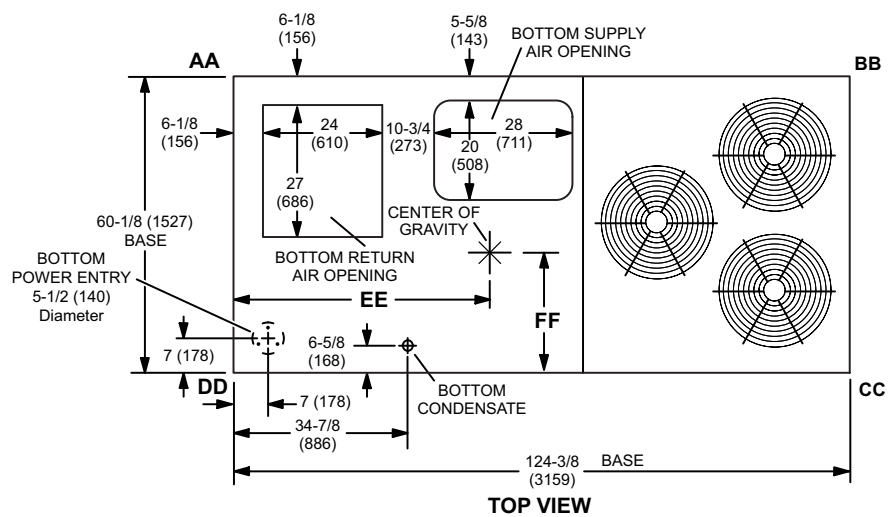 6-1/8
(156)
5-5/8
(143)
BOTTOM SUPPLY
AIR OPENING
AA
BB
6-1/8
(156)
24
(610)
10-3/4
(273)
28
(711)
20
(508)
27
(686)
CENTER OF
GRAVITY
60-1/8 (1527)
BASE
BOTTOM RETURN
AIR OPENING
BOTTOM
POWER ENTRY
5-1/2 (140)
Diameter
EE
FF
7 (178)
6-5/8
(168)
DD
7 (178)
BOTTOM
CONDENSATE
CC
34-7/8
(886)
124-3/8 BASE
(3159)
TOP VIEW